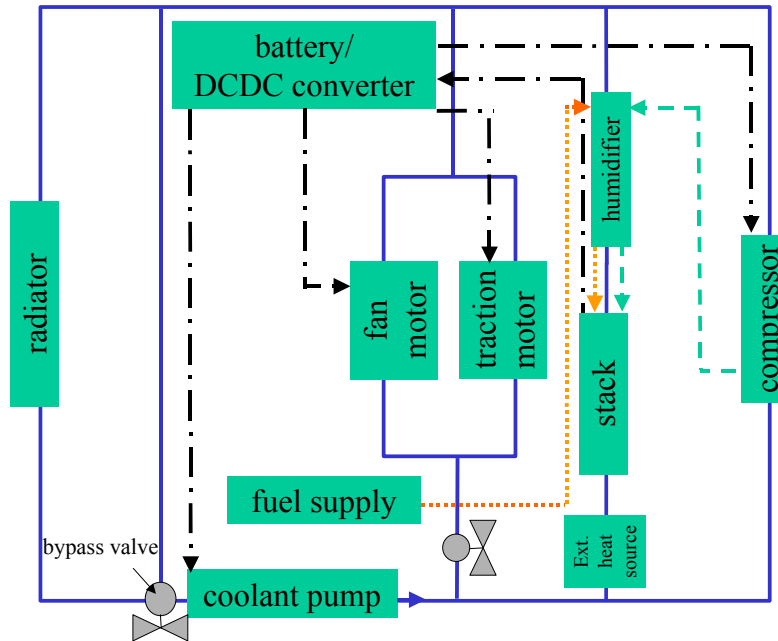 battery/
DCDC converter
humidifier
radiator
fan
motor
traction
motor
compressor
stack
fuel supply
Ext.
heat
source
bypass valve
coolant pump